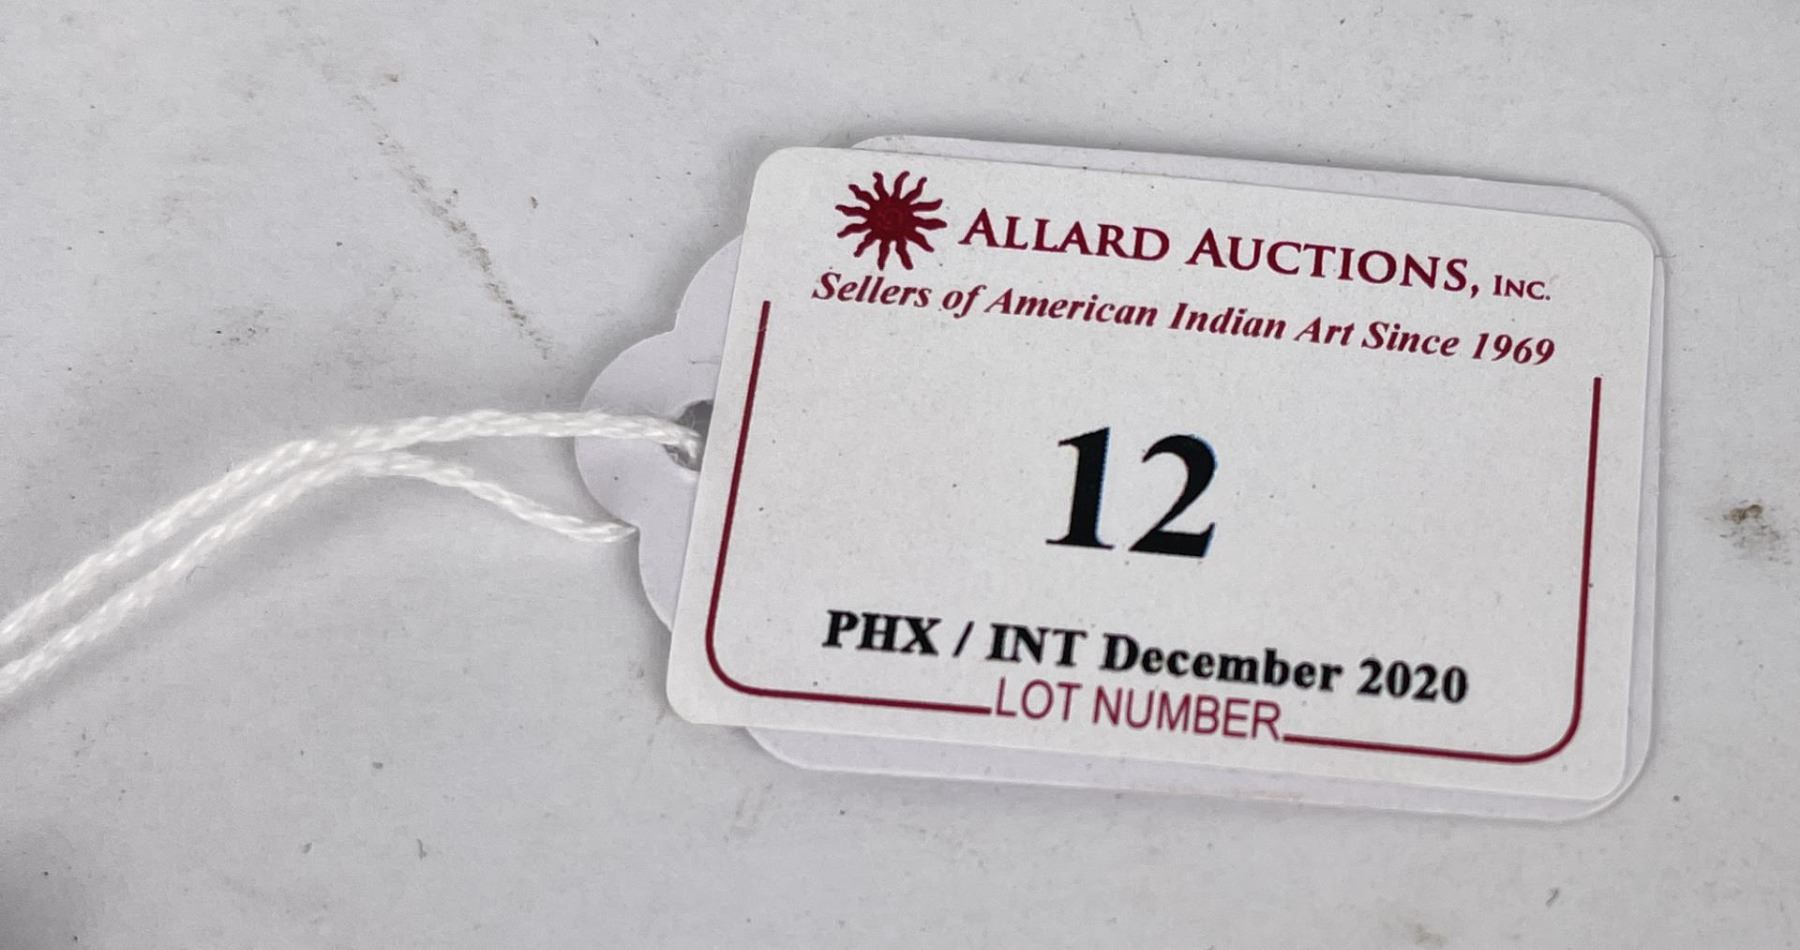 ALLARD AUCTIONS, INC.
Sellers of American Indian Art Since 1969
12
PHX / INT December 2020
LOT NUMBER